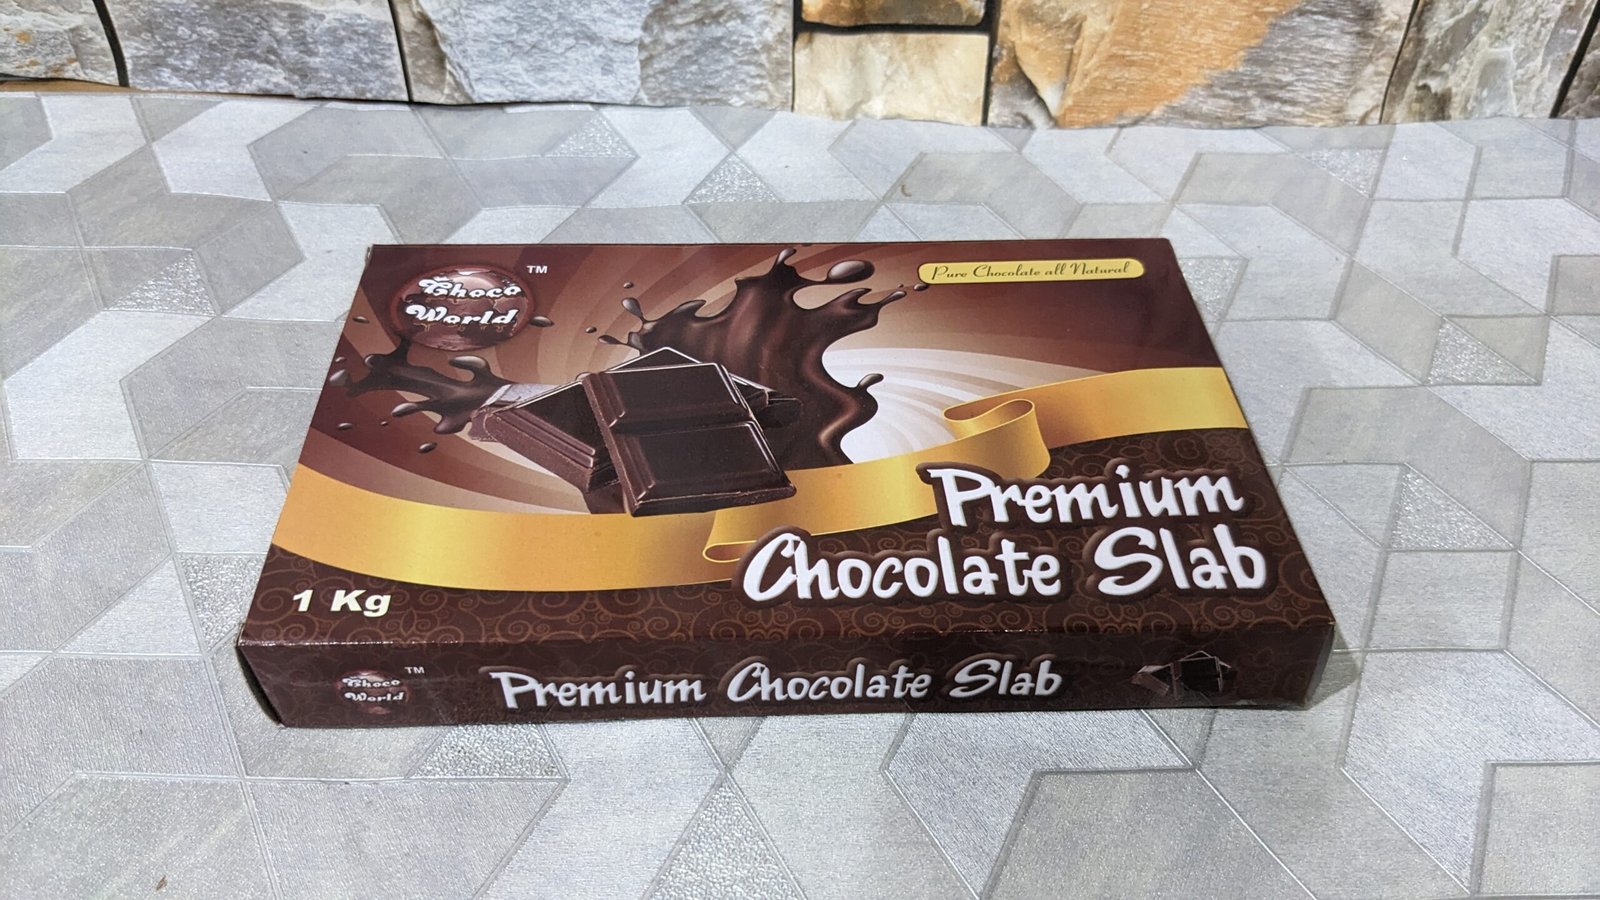 Choco
World
TM
Pure Chocolate all Natural
Premium
Chocolate Slab
1 Kg
Choco
World
TM
Premium Chocolate Slab